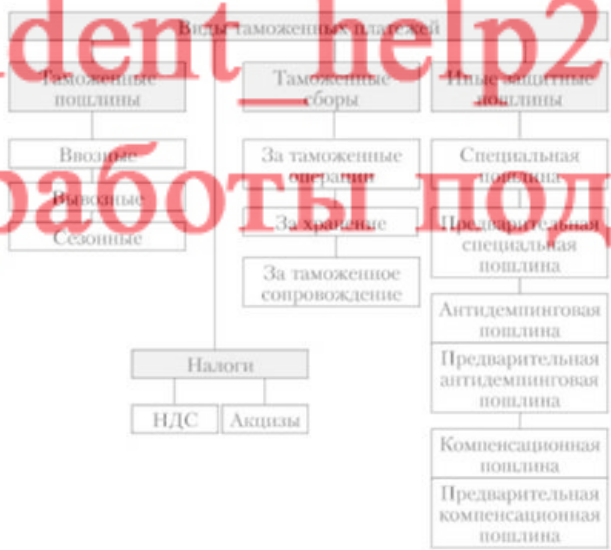 Виды таможенных платежей
dent_help2
Таможенные
пошлины
Ввозные
Вывозные
Сезонные
Таможенные
сборы
За таможенные
операции
За хранение
За таможенное
сопровождение
Иные защитные
пошлины
Специальная
пошлина
Предварительная
специальная
пошлина
Антидемпинговая
пошлина
Предварительная
антидемпинговая
пошлина
Компенсационная
пошлина
Предварительная
компенсационная
пошлина
Налоги
НДС
Акцизы
работы под